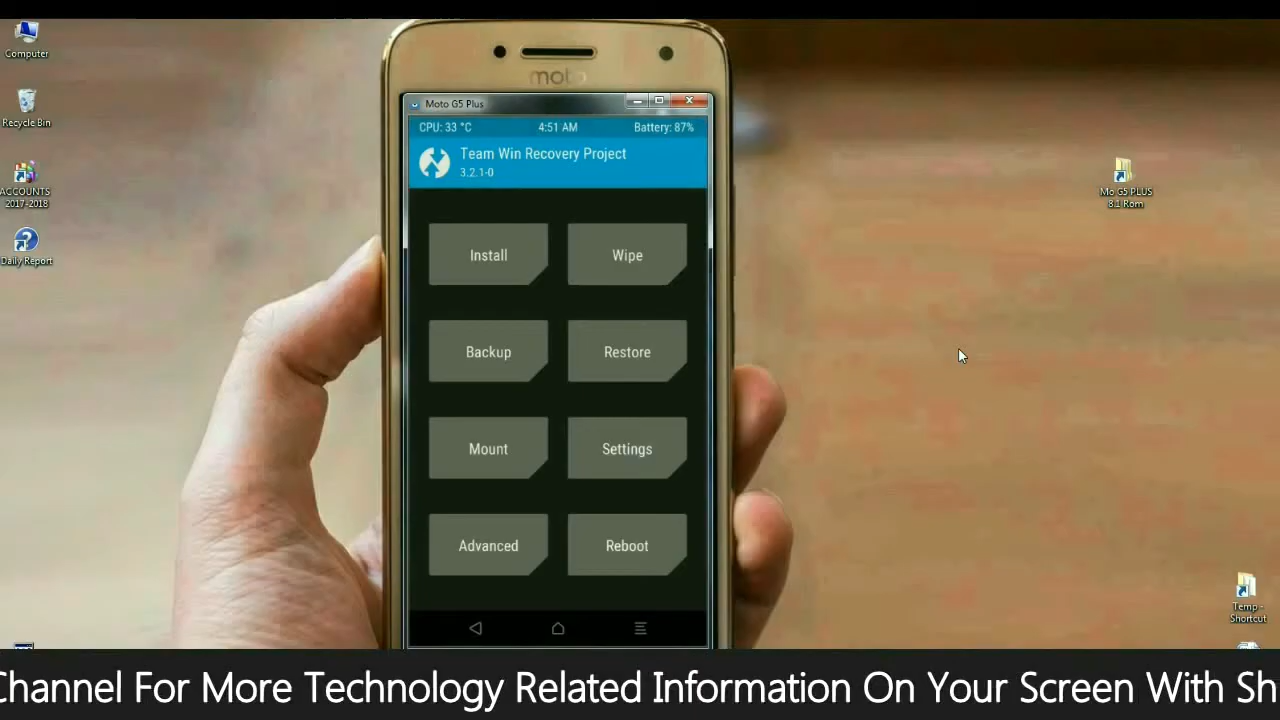 Computer
Recycle Bin
ACCOUNTS
2017-2018
Daily Report
moto
Moto G5 Plus
CPU: 33 °C
4:51 AM
Battery: 87%
Team Win Recovery Project
3.2.1-0
Install
Wipe
Backup
Restore
Mount
Settings
Advanced
Reboot
Mo G5 PLUS
8.1 Rom
Temp -
Shortcut
Channel For More Technology Related Information On Your Screen With Sh